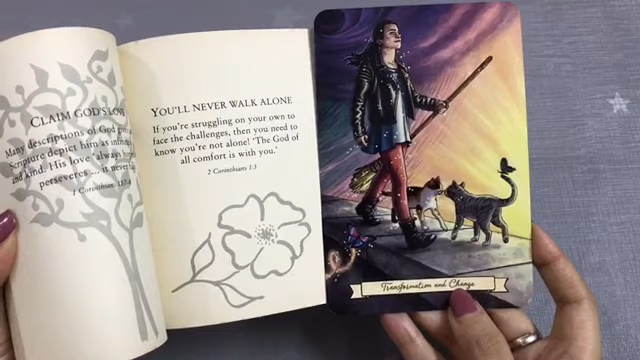 CLAIM GOD'S LOVE
Many descriptions of God
Scripture depict him as
and kind. His love 'always
perseveres ... it never
1 Corinthians
YOU'LL NEVER WALK ALONE
If you're struggling on your own to
face the challenges, then you need to
know you're not alone! 'The God of
all comfort is with you.'
2 Corinthians 1:3
Transformation and Change